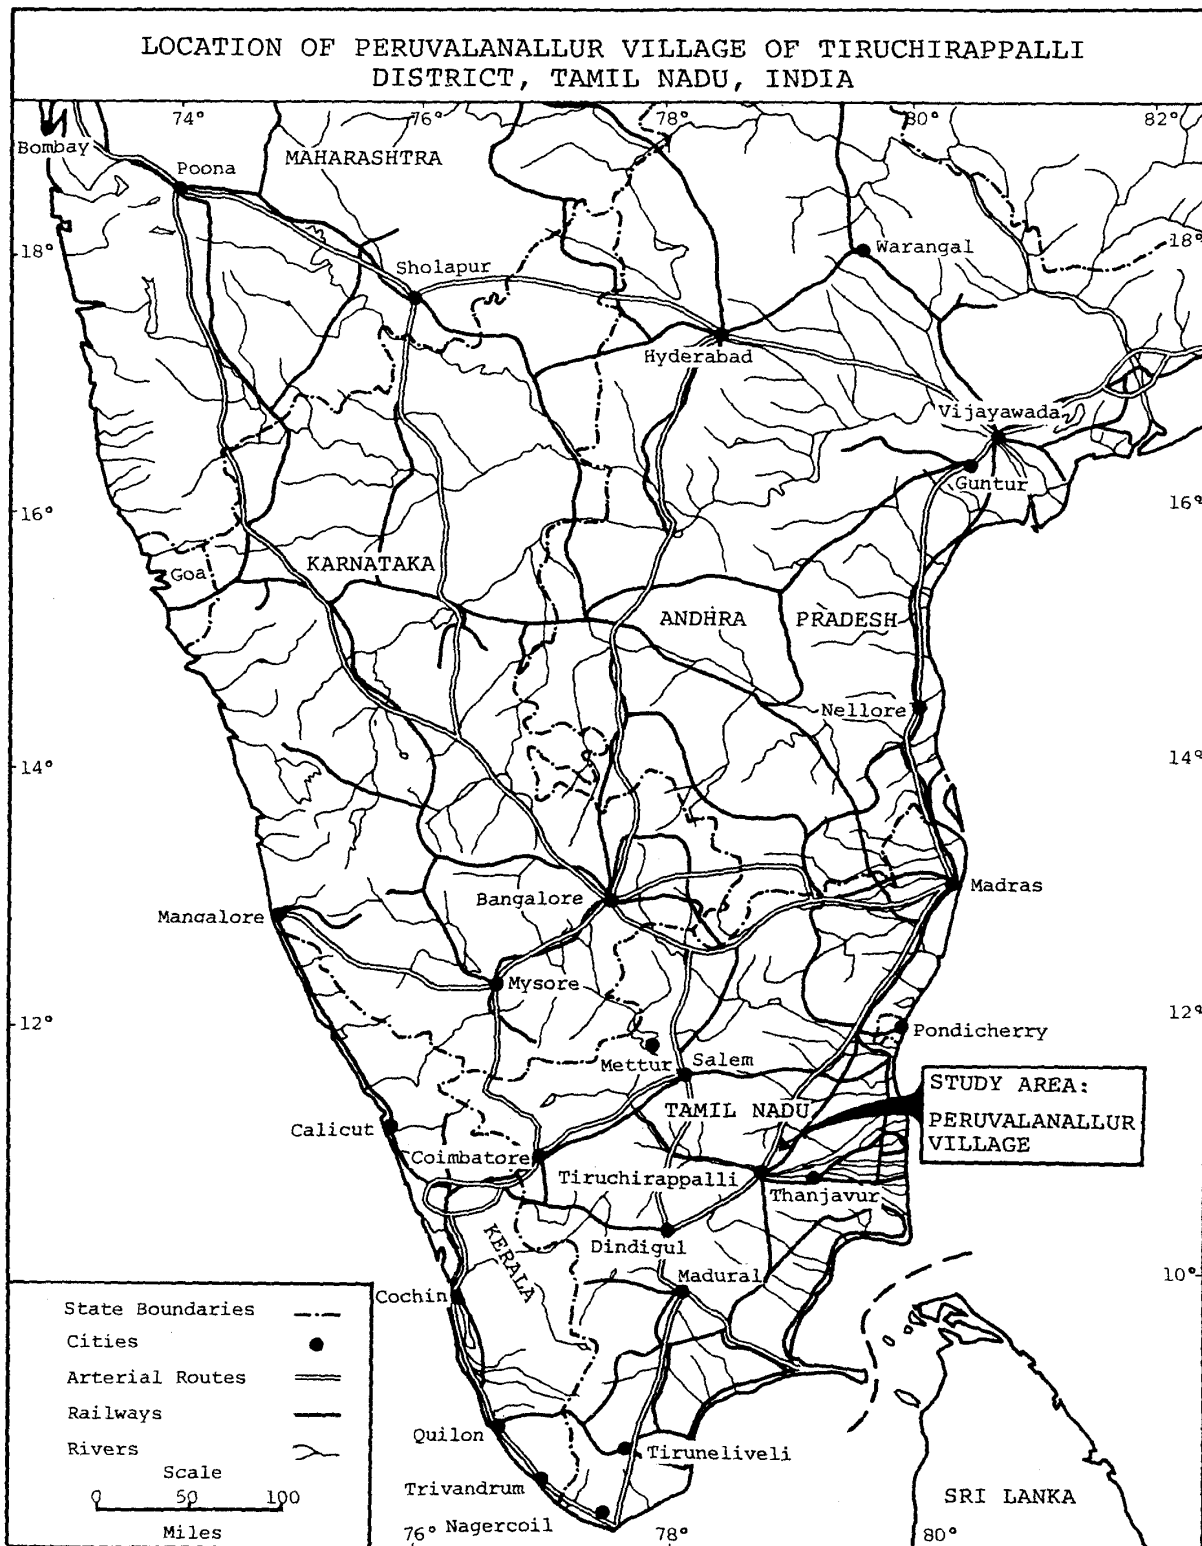 LOCATION OF PERUVALANALLUR VILLAGE OF TIRUCHIRAPPALLI
DISTRICT, TAMIL NADU, INDIA
74°
76°
78°
80°
82°
Bombay
Poona
MAHARASHTRA
18°
Sholapur
Warangal
18°
Hyderabad
Vijayawada
Guntur
16°
16°
Goa
KARNATAKA
ANDHRA PRADESH
Nellore
14°
14°
Bangalore
Madras
Mangalore
Mysore
12°
12°
Pondicherry
Mettur
Salem
TAMIL NADU
STUDY AREA:
PERUVALANALLUR
VILLAGE
Calicut
Coimbatore
Tiruchirappalli
Thanjavur
KERALA
Dindigul
Madural
10°
Cochin
State Boundaries
Cities
Arterial Routes
Railways
Rivers
Scale
0 50 100
Miles
Quilon
Tiruneliveli
Trivandrum
Nagercoil
SRI LANKA
76°
78°
80°